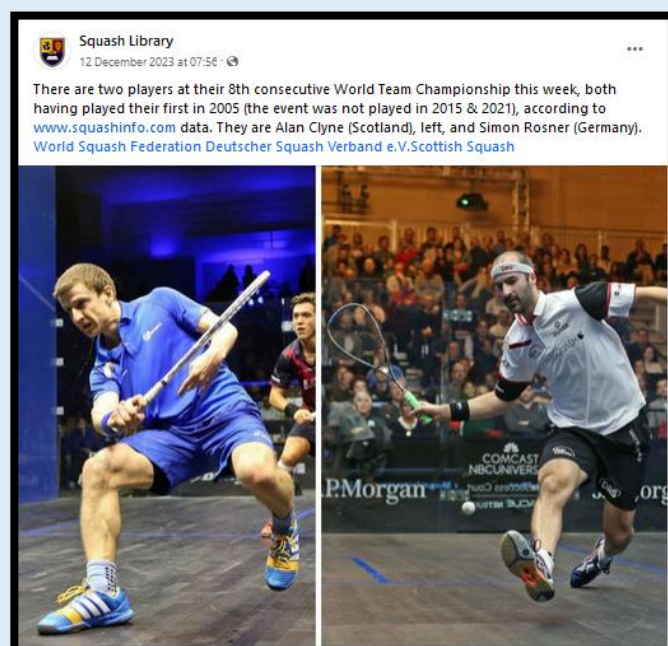 Squash Library
12 December 2023 at 07:56 ·
There are two players at their 8th consecutive World Team Championship this week, both
having played their first in 2005 (the event was not played in 2015 & 2021), according to
www.squashinfo.com data. They are Alan Clyne (Scotland), left, and Simon Rosner (Germany).
World Squash Federation Deutscher Squash Verband e.V.Scottish Squash
COMCAST
NBCUNIVERS
J.P.Morgan